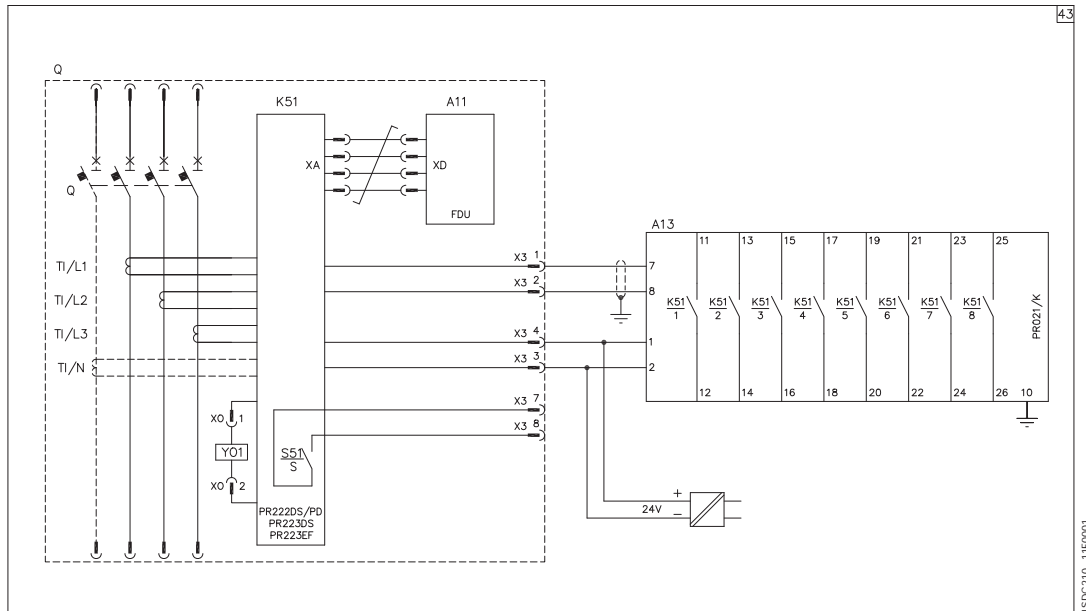 43
Q
K51
A11
XA
XD
FDU
Q
A13
11 13 15 17 19 21 23 25
TI/L1
X3 1
7
TI/L2
X3 2
8
K51 K51 K51 K51 K51 K51 K51 K51
1 2 3 4 5 6 7 8
PR021/K
TI/L3
X3 4
1
TI/N
X3 3
2
12 14 16 18 20 22 24 26 10
X3 7
X0 1
X3 8
Y01
S51
S
X0 2
PR222DS/PD
PR223DS
PR223EF
+
24V
–